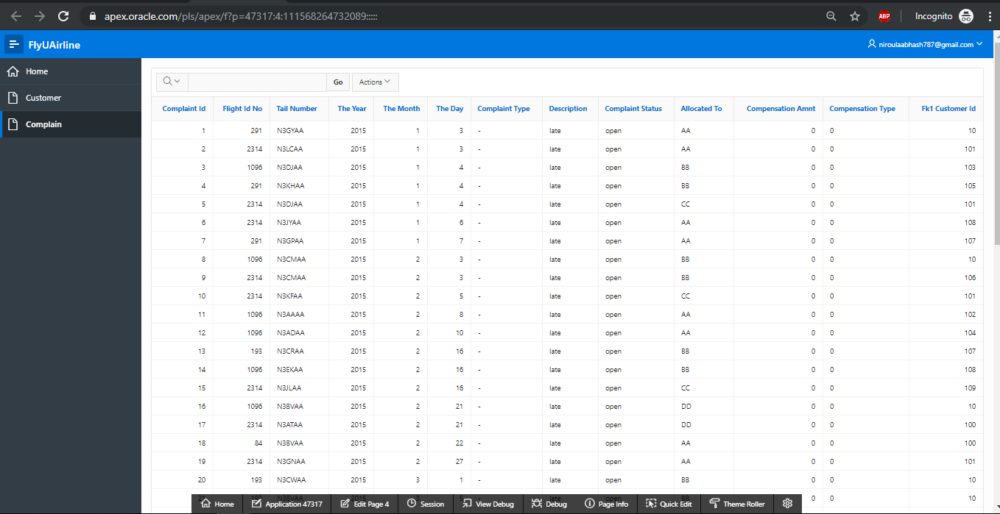 apex.oracle.com/pls/apex/f?p=47317:4:111568264732089:::::
ABP
Incognito
FlyUAirline
niroulaabhash787@gmail.com
Home
Customer
Complain
Go
Actions
Complaint Id Flight Id No Tail Number The Year The Month The Day Complaint Type Description Complaint Status Allocated To Compensation Amnt Compensation Type Fk1 Customer Id
1 291 N3GYAA 2015 1 3 - late open AA 0 0 10
2 2314 N3LCAA 2015 1 3 - late open AA 0 0 101
3 1096 N3DJAA 2015 1 4 - late open BB 0 0 103
4 291 N3KHAA 2015 1 4 - late open BB 0 0 105
5 2314 N3DJAA 2015 1 4 - late open CC 0 0 101
6 2314 N3JYAA 2015 1 6 - late open AA 0 0 108
7 291 N3GPAA 2015 1 7 - late open AA 0 0 107
8 1096 N3CMAA 2015 2 3 - late open BB 0 0 10
9 2314 N3CMAA 2015 2 3 - late open BB 0 0 106
10 2314 N3KFAA 2015 2 5 - late open CC 0 0 101
11 1096 N3AAAA 2015 2 8 - late open AA 0 0 102
12 1096 N3ADAA 2015 2 10 - late open AA 0 0 104
13 193 N3CRAA 2015 2 16 - late open BB 0 0 107
14 1096 N3EKAA 2015 2 16 - late open BB 0 0 108
15 2314 N3JLAA 2015 2 16 - late open CC 0 0 109
16 1096 N3BVAA 2015 2 21 - late open DD 0 0 10
17 2314 N3ATAA 2015 2 21 - late open DD 0 0 100
18 84 N3BVAA 2015 2 22 - late open AA 0 0 100
19 2314 N3GNAA 2015 2 27 - late open AA 0 0 101
20 193 N3CWAA 2015 3 1 - late open BB 0 0 10
0 0 10
Home Application 47317 Edit Page 4 Session View Debug Debug Page Info Quick Edit Theme Roller